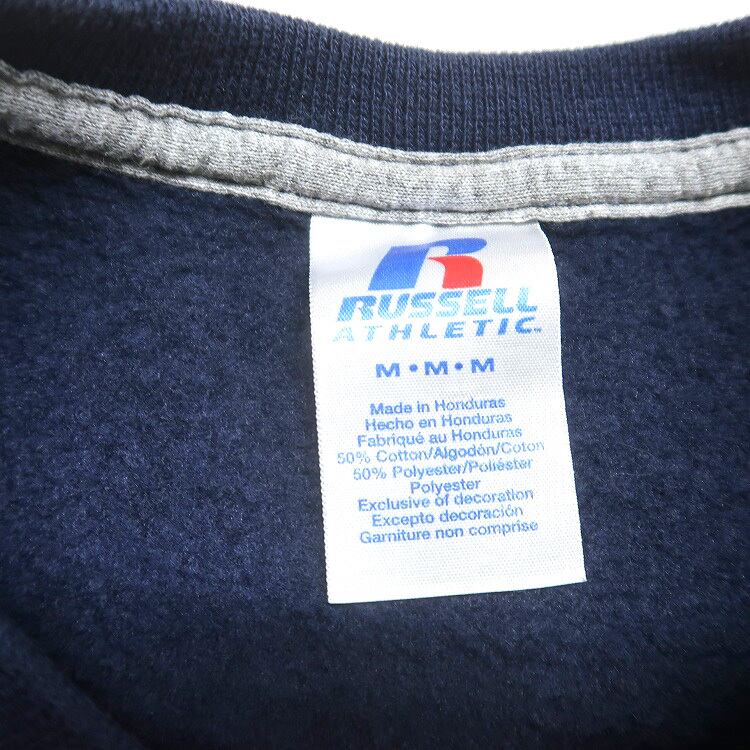 R
RUSSELL
ATHLETIC
M • M • M
Made in Honduras
Hecho en Honduras
Fabriqué au Honduras
50% Cotton/Algodón/Coton
50% Polyester/Poliéster
Polyester
Exclusive of decoration
Excepto decoración
Garniture non comprise